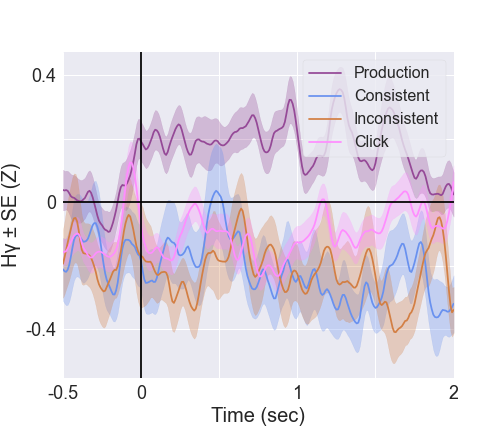 Production
Consistent
Inconsistent
Click
0.4
0
-0.4
Hγ ± SE (Z)
-0.5
0
1
2
Time (sec)